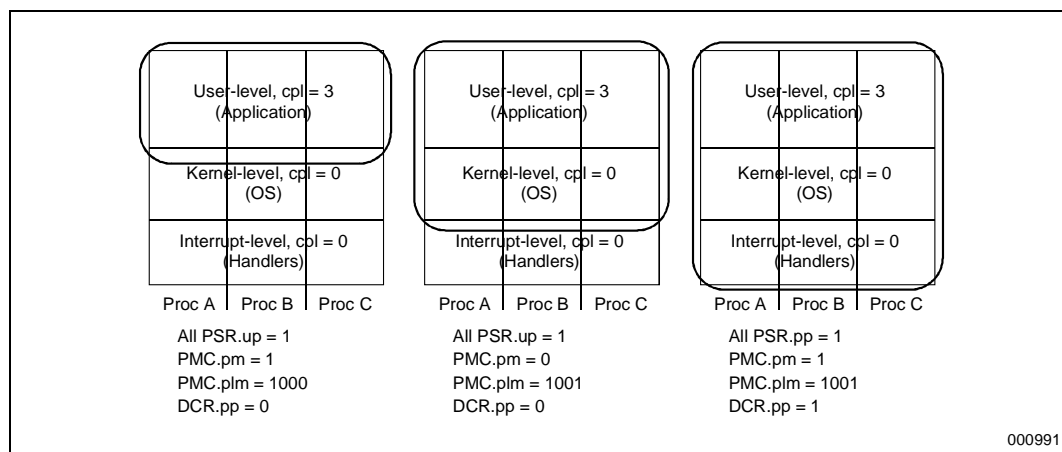 User-level, cpl = 3
(Application)
Kernel-level, cpl = 0
(OS)
Interrupt-level, cpl = 0
(Handlers)
Proc A Proc B Proc C
All PSR.up = 1
PMC.pm = 1
PMC.plm = 1000
DCR.pp = 0
User-level, cpl = 3
(Application)
Kernel-level, cpl = 0
(OS)
Interrupt-level, cpl = 0
(Handlers)
Proc A Proc B Proc C
All PSR.up = 1
PMC.pm = 0
PMC.plm = 1001
DCR.pp = 0
User-level, cpl = 3
(Application)
Kernel-level, cpl = 0
(OS)
Interrupt-level, cpl = 0
(Handlers)
Proc A Proc B Proc C
All PSR.pp = 1
PMC.pm = 1
PMC.plm = 1001
DCR.pp = 1
000991